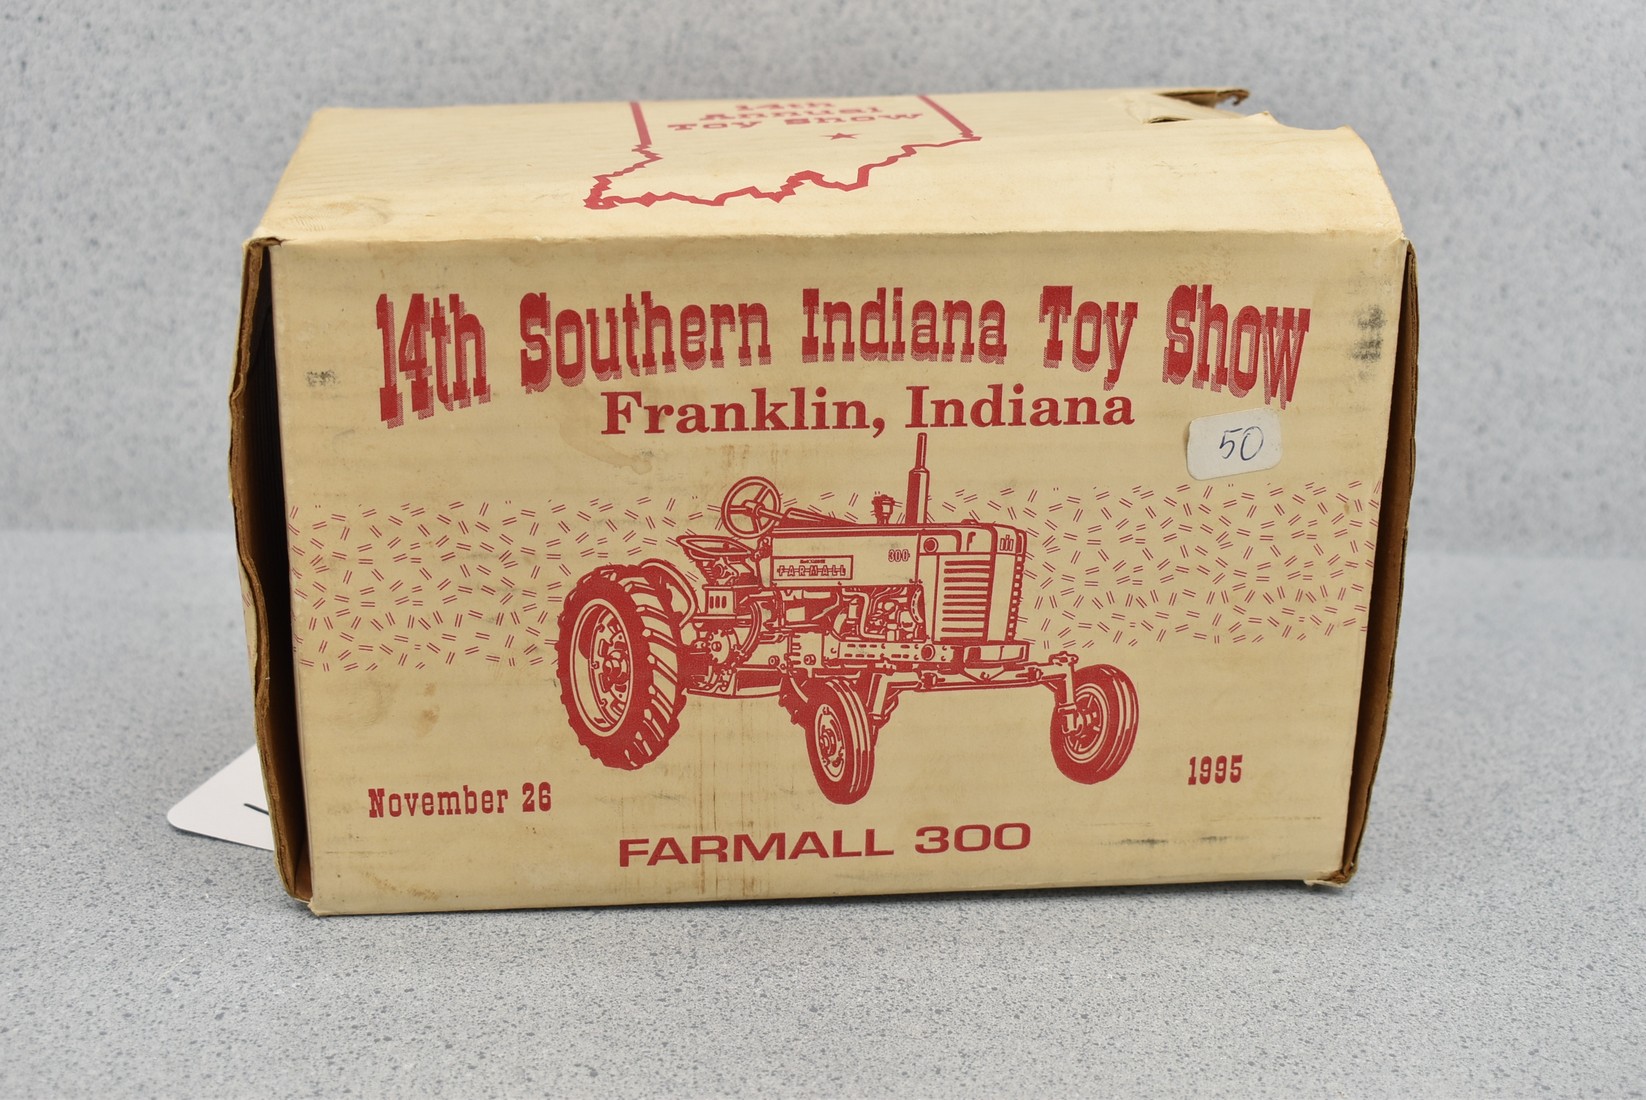 14th
Annual
Toy Show
14th Southern Indiana Toy Show
Franklin, Indiana
50
300
FARMALL
November 26
1995
FARMALL 300